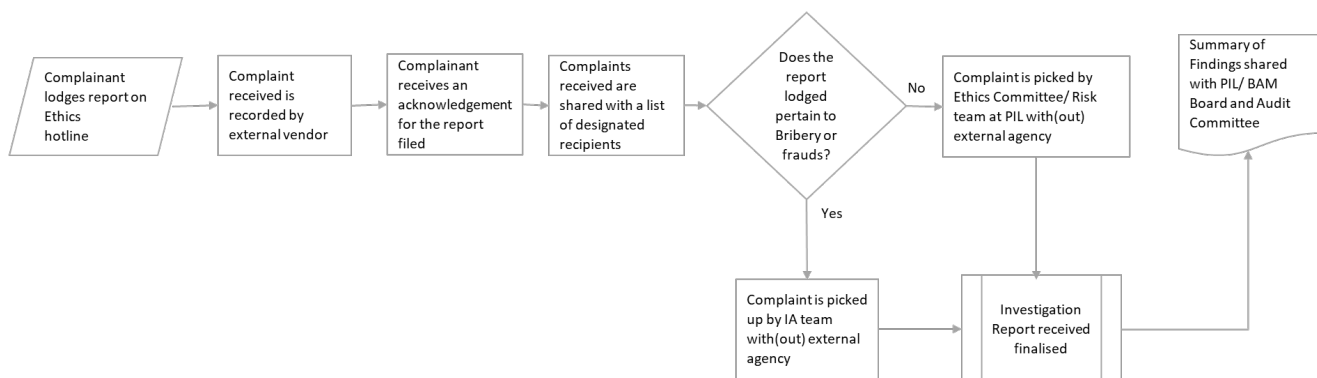 Complainant
lodges report on
Ethics
hotline
Complaint
received is
recorded by
external vendor
Complainant
receives an
acknowledgement
for the report
filed
Complaints
received are
shared with a list
of designated
recipients
Does the
report
lodged
pertain to
Bribery or
frauds?
No
Complaint is picked by
Ethics Committee/ Risk
team at PIL with(out)
external agency
Summary of
Findings shared
with PIL/ BAM
Board and Audit
Committee
Yes
Complaint is picked
up by IA team
with(out) external
agency
Investigation
Report received
finalised